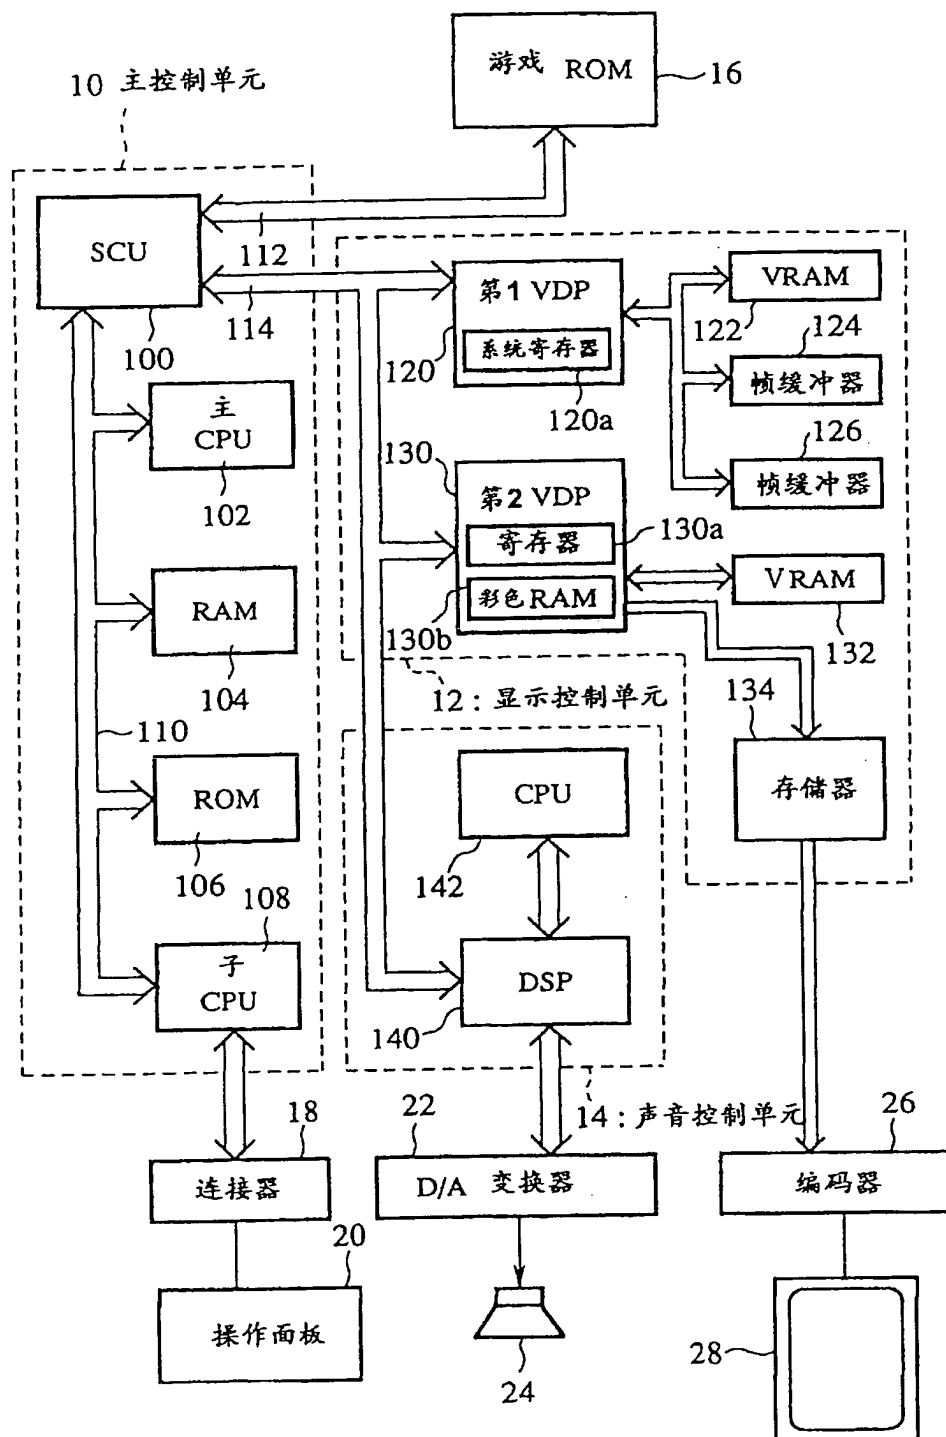 游戏 ROM
16
10 主控制单元
SCU
100
112
114
主
CPU
102
RAM
104
110
ROM
106
108
子
CPU
第1 VDP
系统寄存器
120
120a
VRAM
122
124
帧缓冲器
126
帧缓冲器
130
第2 VDP
寄存器
130a
彩色 RAM
130b
VRAM
132
12：显示控制单元
134
存储器
CPU
142
DSP
140
14：声音控制单元
18
连接器
20
操作面板
22
D/A 变换器
24
26
编码器
28